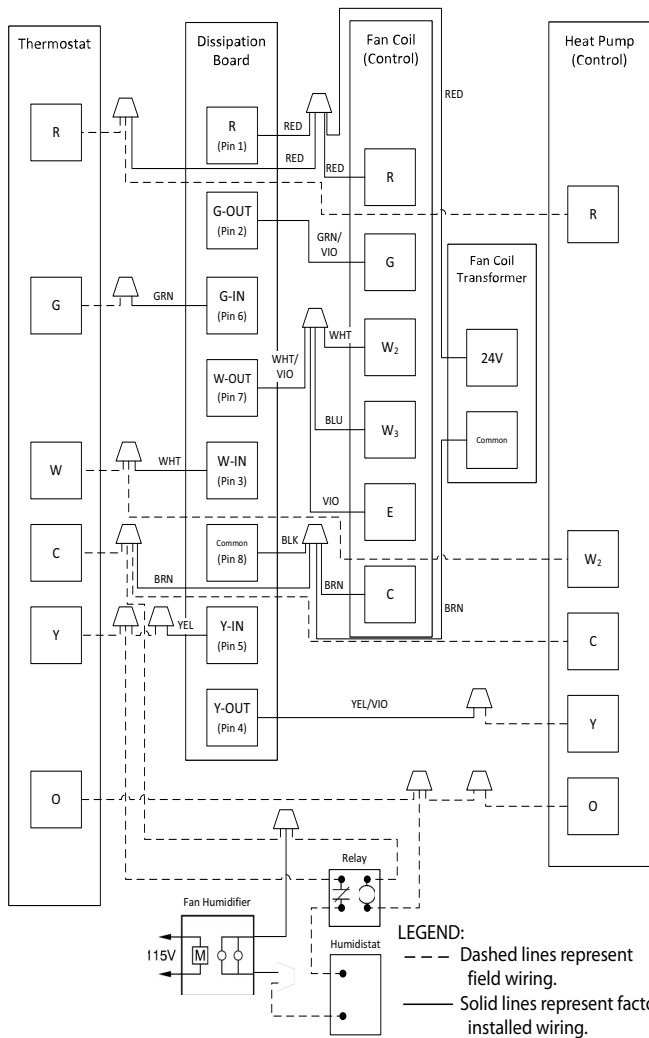 Thermostat
Dissipation
Board
Fan Coil
(Control)
Heat Pump
(Control)
R
R
(Pin 1)
RED
RED
RED
R
RED
R
G-OUT
(Pin 2)
GRN/
VIO
G
Fan Coil
Transformer
G
GRN
G-IN
(Pin 6)
W-OUT
(Pin 7)
WHT/
VIO
WHT
W2
24V
BLU
W3
Common
W
WHT
W-IN
(Pin 3)
VIO
E
C
Common
(Pin 8)
BLK
BRN
BRN
C
BRN
W2
C
Y
YEL
Y-IN
(Pin 5)
Y-OUT
(Pin 4)
YEL/VIO
Y
O
O
Relay
Fan Humidifier
115V
M
Humidistat
LEGEND:
Dashed lines represent
field wiring.
Solid lines represent facto
installed wiring.